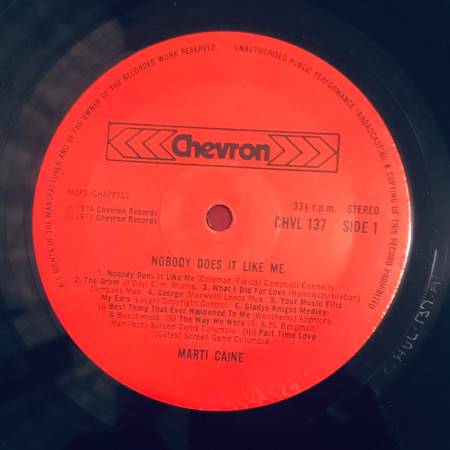 ALL RIGHTS OF THE MANUFACTURER AND OF THE OWNER OF THE RECORDED WORK RESERVED. UNAUTHORISED PUBLIC PERFORMANCE, BROADCASTING & COPYING OF THIS RECORD PROHIBITED
Chevron
MCPS/CHAPPELL
℗ 1976 Chevron Records
© 1977 Chevron Records
33⅓ r.p.m. STEREO
CHVL 137 SIDE 1
NOBODY DOES IT LIKE ME
1. Nobody Does It Like Me (Coleman/Fields) Campbell Connelly.
2. The Drum (O'Day) E. H. Morris. 3. What I Did For Love (Hamlisch/Kleban)
Compass Mus. 4. George (Maxwell) Leeds Mus. 5. Your Music Fills
My Ears (Lesan) Copyright Control. 6. Gladys Knight Medley:
(i) Best Thing That Ever Happened To Me (Weatherly) Ardmore
& Beechwood. (ii) The Way We Were (A. & M. Bergman/
Hamlisch) Screen Gems Columbia. (iii) Part Time Love
(Gates) Screen Gems Columbia.
MARTI CAINE